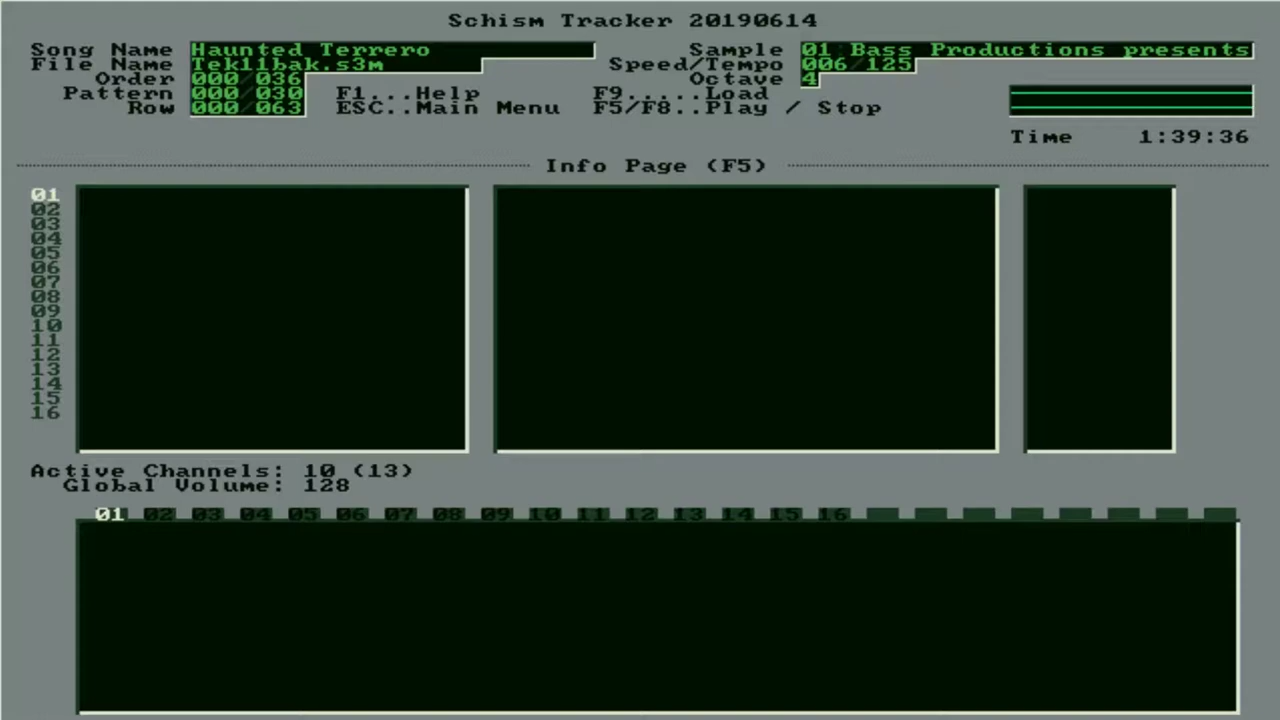 Schism Tracker 20190614
Song Name Haunted Terrero Sample 01 Bass Productions presents
File Name Tek11bak.s3m Speed/Tempo 006/125
Order 000/036 Octave 4
Pattern 000/030 F1...Help F9.....Load
Row 000/063 ESC..Main Menu F5/F8..Play / Stop
Time 1:39:36
Info Page (F5)
01
02
03
04
05
06
07
08
09
10
11
12
13
14
15
16
Active Channels: 10 (13)
Global Volume: 128
01 02 03 04 05 06 07 08 09 10 11 12 13 14 15 16